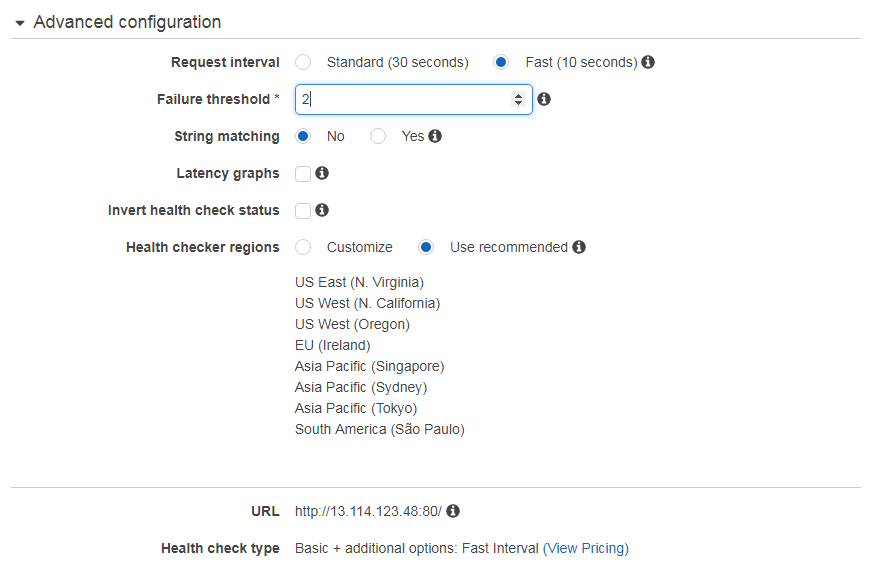 Advanced configuration
Request interval Standard (30 seconds) Fast (10 seconds)
Failure threshold * 2
String matching No Yes
Latency graphs
Invert health check status
Health checker regions Customize Use recommended
US East (N. Virginia)
US West (N. California)
US West (Oregon)
EU (Ireland)
Asia Pacific (Singapore)
Asia Pacific (Sydney)
Asia Pacific (Tokyo)
South America (São Paulo)
URL http://13.114.123.48:80/
Health check type Basic + additional options: Fast Interval (View Pricing)